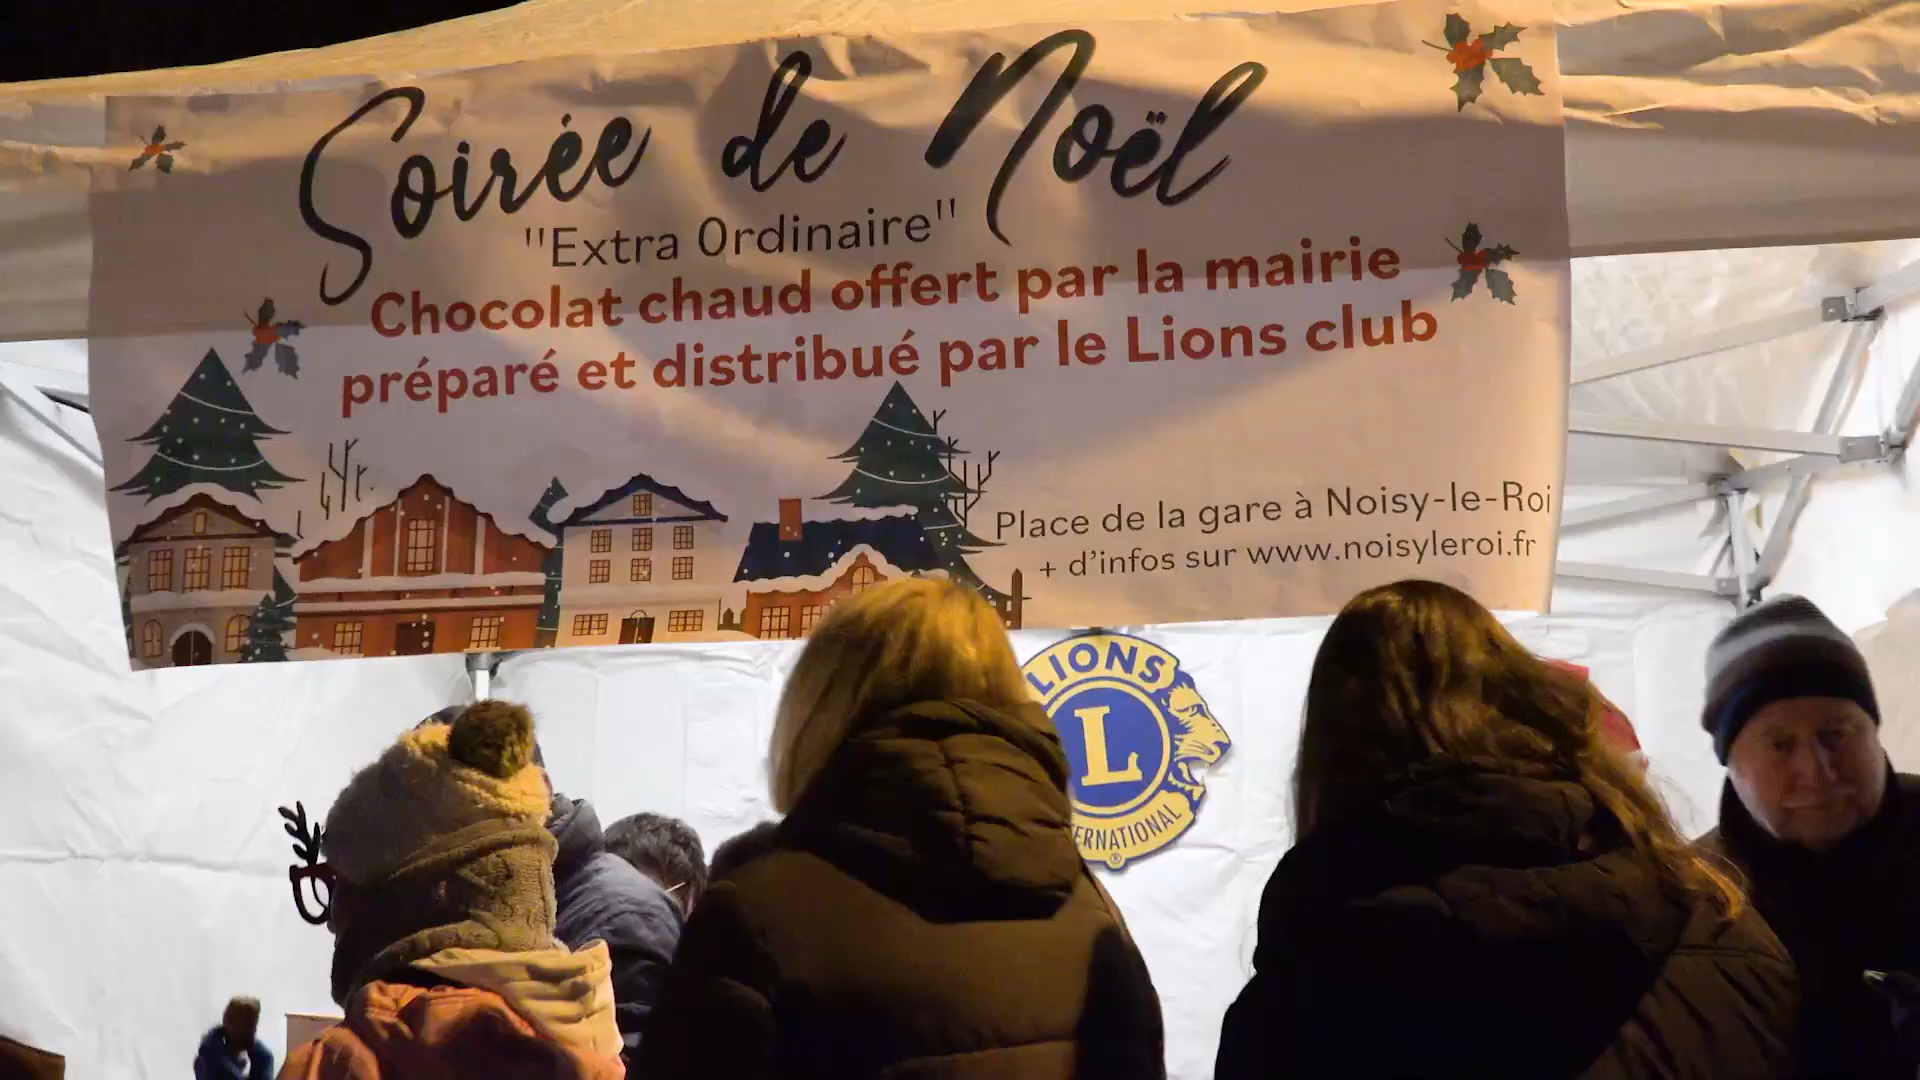 Soirée de Noël
"Extra Ordinaire"
Chocolat chaud offert par la mairie
préparé et distribué par le Lions club
Place de la gare à Noisy-le-Roi
+ d'infos sur www.noisyleroi.fr
LIONS
L
ERNATIONAL
®